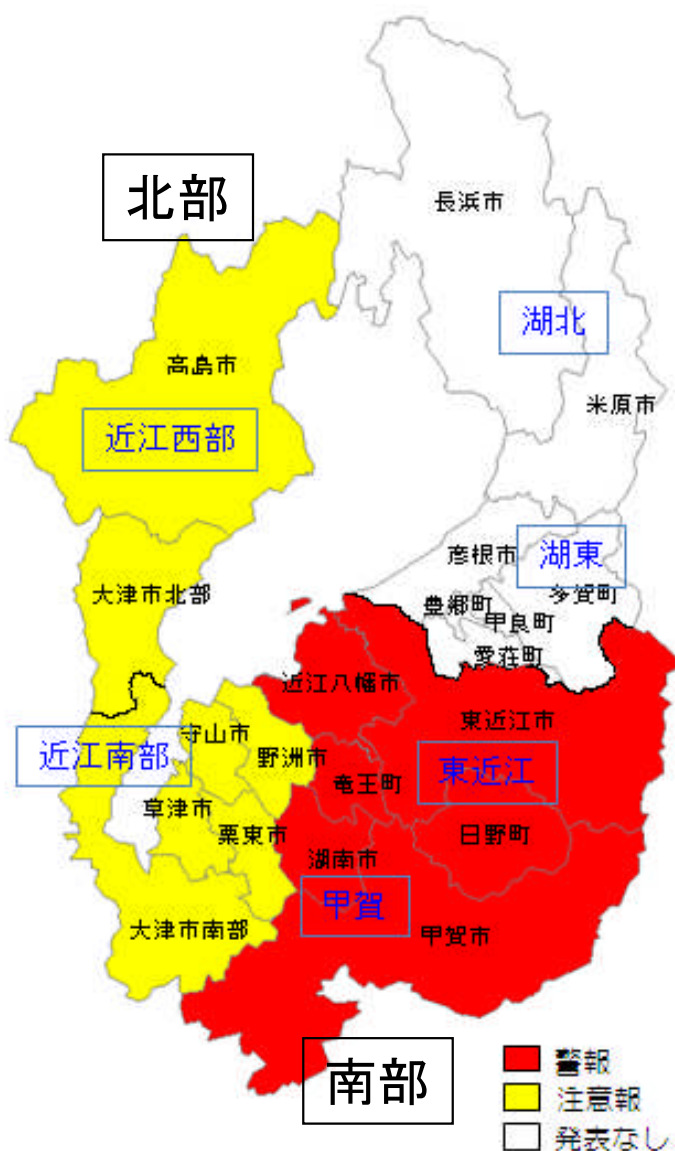 北部
長浜市
湖北
高島市
米原市
近江西部
彦根市
湖東
大津市北部
豊郷町
多賀町
甲良町
愛荘町
近江八幡市
東近江市
守山市
近江南部
野洲市
東近江
竜王町
草津市
栗東市
日野町
湖南市
甲賀
大津市南部
甲賀市
南部
警報
注意報
発表なし